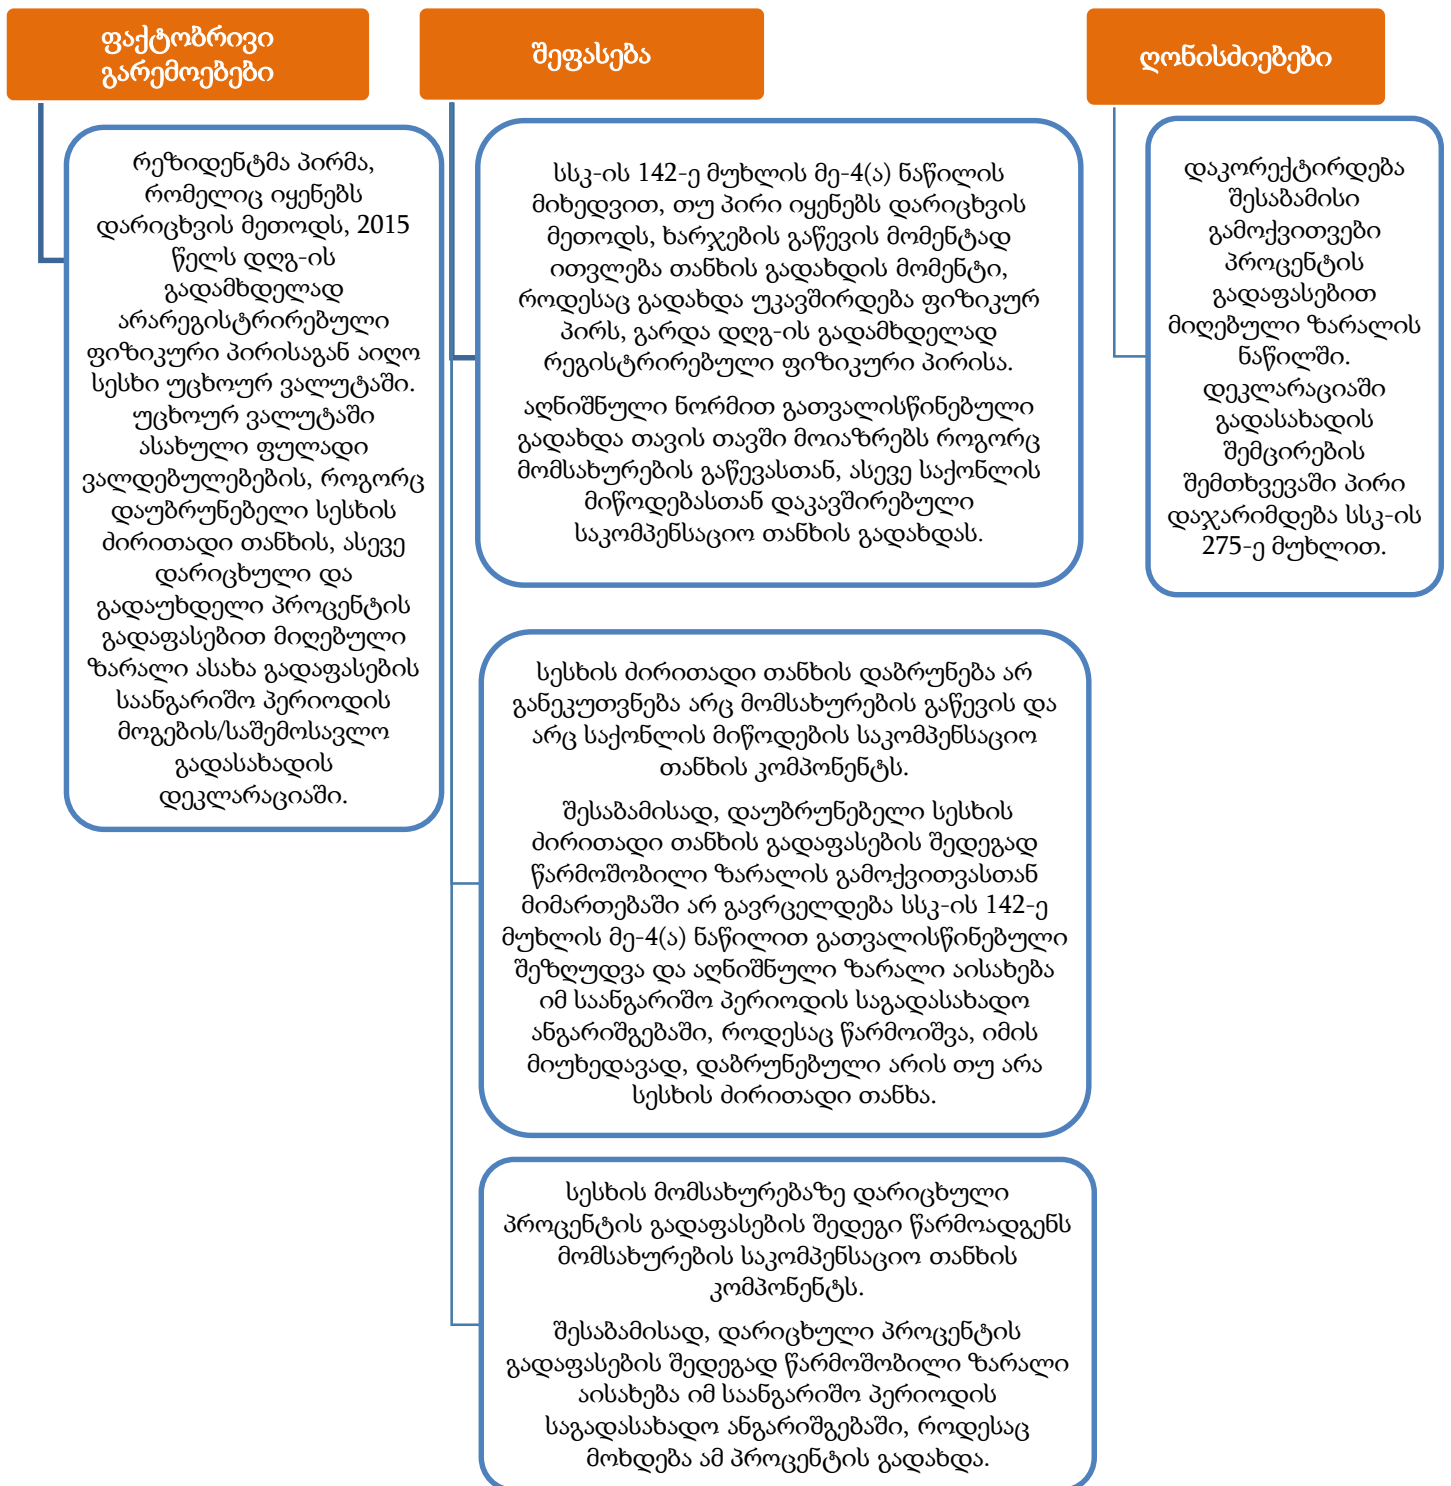 ფაქტობრივი
გარემოებები
შეფასება
ღონისძიებები
რეზიდენტმა პირმა,
რომელიც იყენებს
დარიცხვის მეთოდს, 2015
წელს დღგ-ის
გადამხდელად
არარეგისტრირებული
ფიზიკური პირისაგან აიღო
სესხი უცხოურ ვალუტაში.
უცხოურ ვალუტაში
ასახული ფულადი
ვალდებულებების, როგორც
დაუბრუნებელი სესხის
ძირითადი თანხის, ასევე
დარიცხული და
გადაუხდელი პროცენტის
გადაფასებით მიღებული
ზარალი ასახა გადაფასების
საანგარიშო პერიოდის
მოგების/საშემოსავლო
გადასახადის
დეკლარაციაში.
სსკ-ის 142-ე მუხლის მე-4(ა) ნაწილის
მიხედვით, თუ პირი იყენებს დარიცხვის
მეთოდს, ხარჯების გაწევის მომენტად
ითვლება თანხის გადახდის მომენტი,
როდესაც გადახდა უკავშირდება ფიზიკურ
პირს, გარდა დღგ-ის გადამხდელად
რეგისტრირებული ფიზიკური პირისა.
აღნიშნული ნორმით გათვალისწინებული
გადახდა თავის თავში მოიაზრებს როგორც
მომსახურების გაწევასთან, ასევე საქონლის
მიწოდებასთან დაკავშირებული
საკომპენსაციო თანხის გადახდას.
სესხის ძირითადი თანხის დაბრუნება არ
განეკუთვნება არც მომსახურების გაწევის და
არც საქონლის მიწოდების საკომპენსაციო
თანხის კომპონენტს.
შესაბამისად, დაუბრუნებელი სესხის
ძირითადი თანხის გადაფასების შედეგად
წარმოშობილი ზარალის გამოქვითვასთან
მიმართებაში არ გავრცელდება სსკ-ის 142-ე
მუხლის მე-4(ა) ნაწილით გათვალისწინებული
შეზღუდვა და აღნიშნული ზარალი აისახება
იმ საანგარიშო პერიოდის საგადასახადო
ანგარიშგებაში, როდესაც წარმოიშვა, იმის
მიუხედავად, დაბრუნებული არის თუ არა
სესხის ძირითადი თანხა.
სესხის მომსახურებაზე დარიცხული
პროცენტის გადაფასების შედეგი წარმოადგენს
მომსახურების საკომპენსაციო თანხის
კომპონენტს.
შესაბამისად, დარიცხული პროცენტის
გადაფასების შედეგად წარმოშობილი ზარალი
აისახება იმ საანგარიშო პერიოდის
საგადასახადო ანგარიშგებაში, როდესაც
მოხდება ამ პროცენტის გადახდა.
დაკორექტირდება
შესაბამისი
გამოქვითვები
პროცენტის
გადაფასებით
მიღებული ზარალის
ნაწილში.
დეკლარაციაში
გადასახადის
შემცირების
შემთხვევაში პირი
დაჯარიმდება სსკ-ის
275-ე მუხლით.